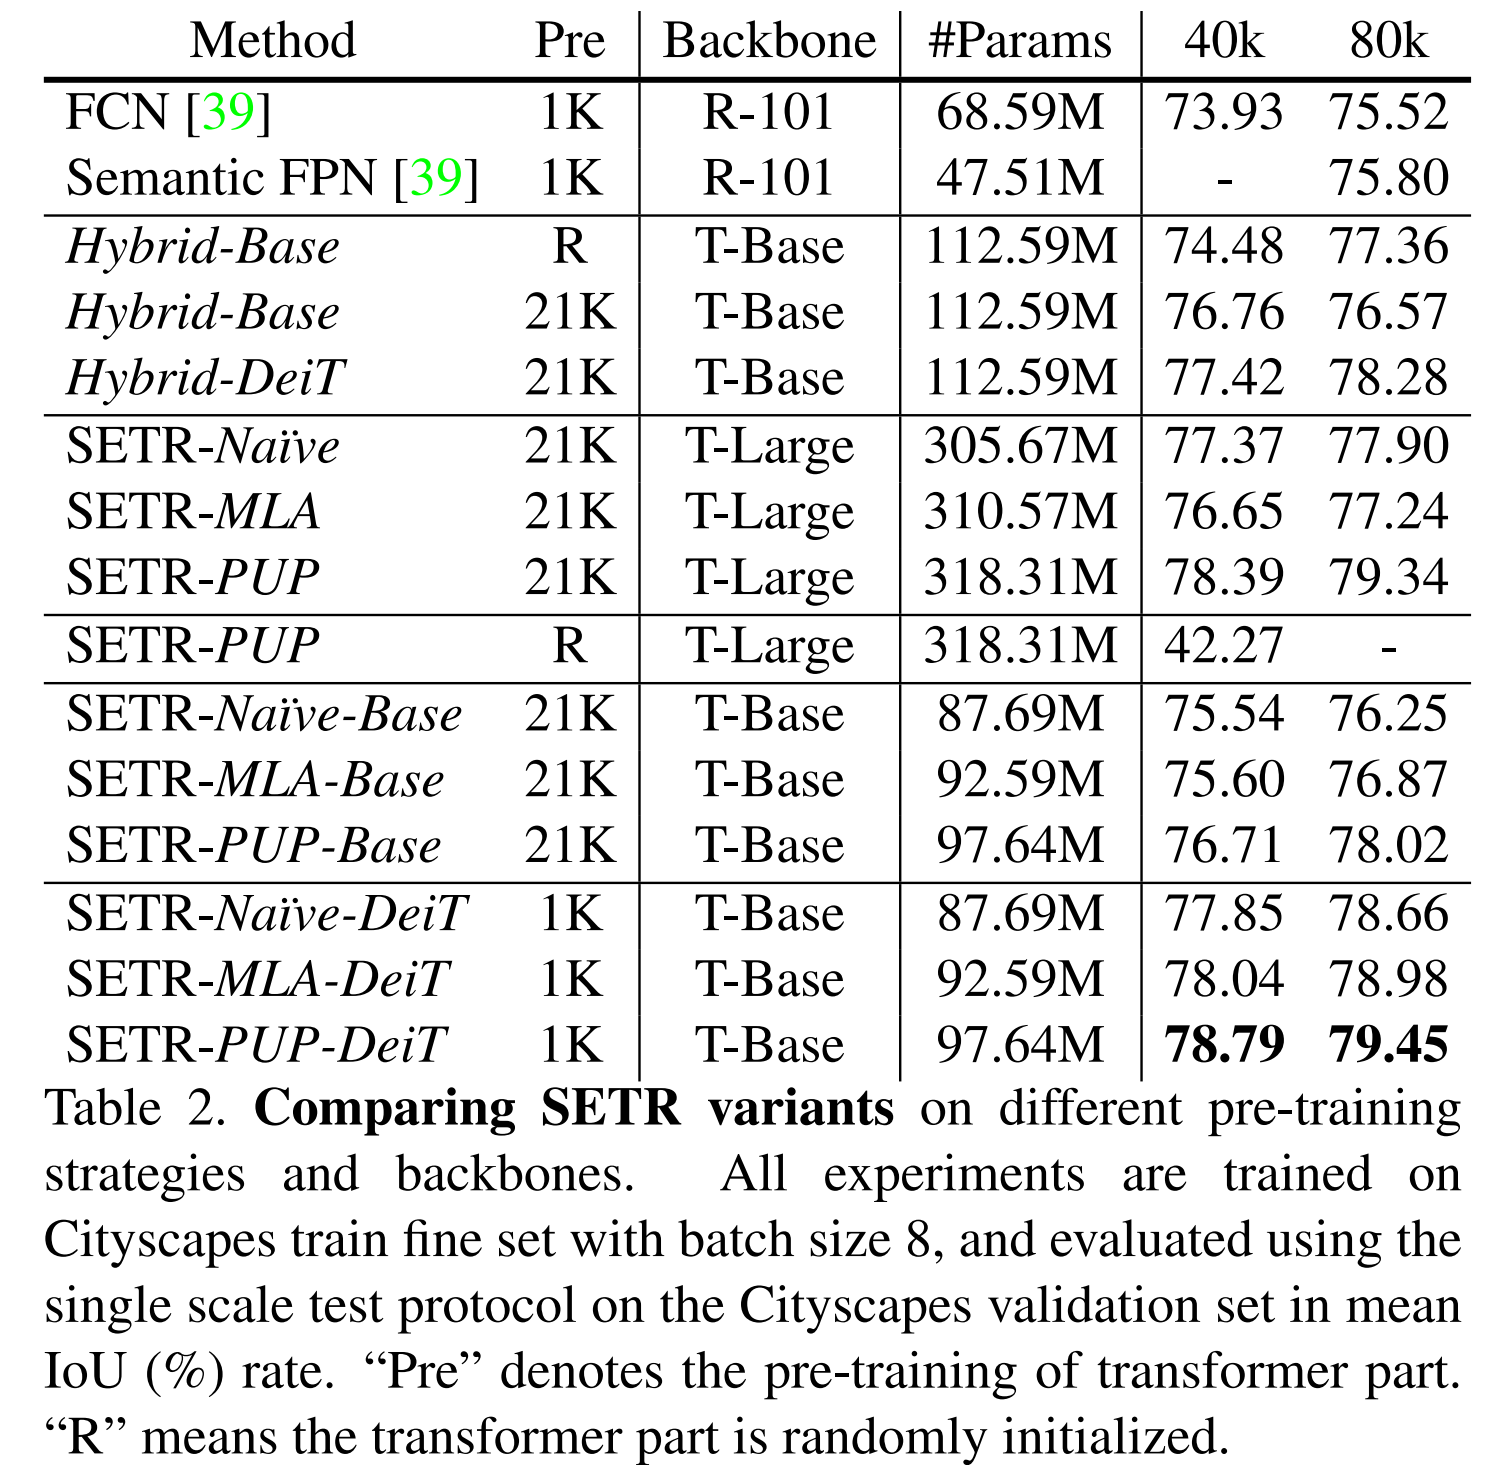 Method Pre Backbone #Params 40k 80k
FCN [39] 1K R-101 68.59M 73.93 75.52
Semantic FPN [39] 1K R-101 47.51M - 75.80
Hybrid-Base R T-Base 112.59M 74.48 77.36
Hybrid-Base 21K T-Base 112.59M 76.76 76.57
Hybrid-DeiT 21K T-Base 112.59M 77.42 78.28
SETR-Naïve 21K T-Large 305.67M 77.37 77.90
SETR-MLA 21K T-Large 310.57M 76.65 77.24
SETR-PUP 21K T-Large 318.31M 78.39 79.34
SETR-PUP R T-Large 318.31M 42.27 -
SETR-Naïve-Base 21K T-Base 87.69M 75.54 76.25
SETR-MLA-Base 21K T-Base 92.59M 75.60 76.87
SETR-PUP-Base 21K T-Base 97.64M 76.71 78.02
SETR-Naïve-DeiT 1K T-Base 87.69M 77.85 78.66
SETR-MLA-DeiT 1K T-Base 92.59M 78.04 78.98
SETR-PUP-DeiT 1K T-Base 97.64M 78.79 79.45
Table 2. Comparing SETR variants on different pre-training
strategies and backbones. All experiments are trained on
Cityscapes train fine set with batch size 8, and evaluated using the
single scale test protocol on the Cityscapes validation set in mean
IoU (%) rate. “Pre” denotes the pre-training of transformer part.
“R” means the transformer part is randomly initialized.